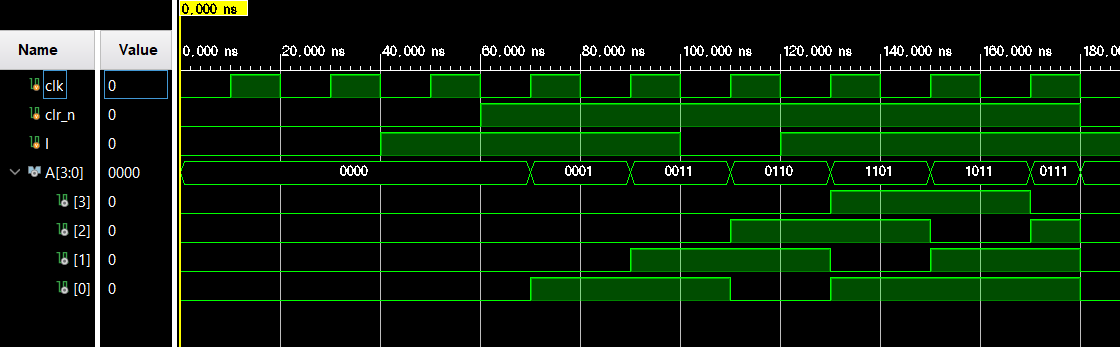 0,000 ns
Name Value
0,000 ns 20,000 ns 40,000 ns 60,000 ns 80,000 ns 100,000 ns 120,000 ns 140,000 ns 160,000 ns 180,00
clk 0
clr_n 0
I 0
A[3:0] 0000 0000 0001 0011 0110 1101 1011 0111
[3] 0
[2] 0
[1] 0
[0] 0